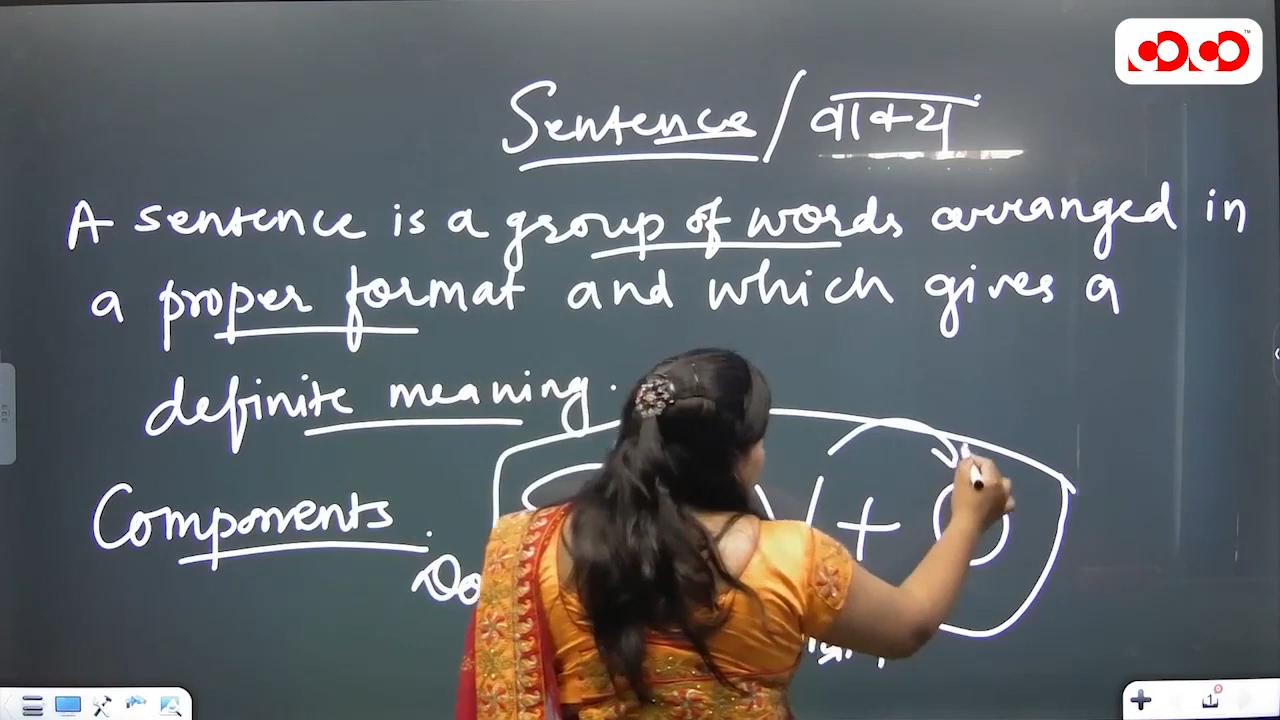 Sentence / वाक्य
A sentence is a group of words arranged in
a proper format and which gives a
definite meaning.
Components.
V + O